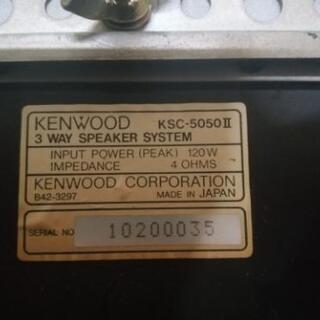 KENWOOD KSC-5050II
3 WAY SPEAKER SYSTEM
INPUT POWER (PEAK) 120W
IMPEDANCE 4 OHMS
KENWOOD CORPORATION
B42-3297 MADE IN JAPAN
SERIAL NO 10200035